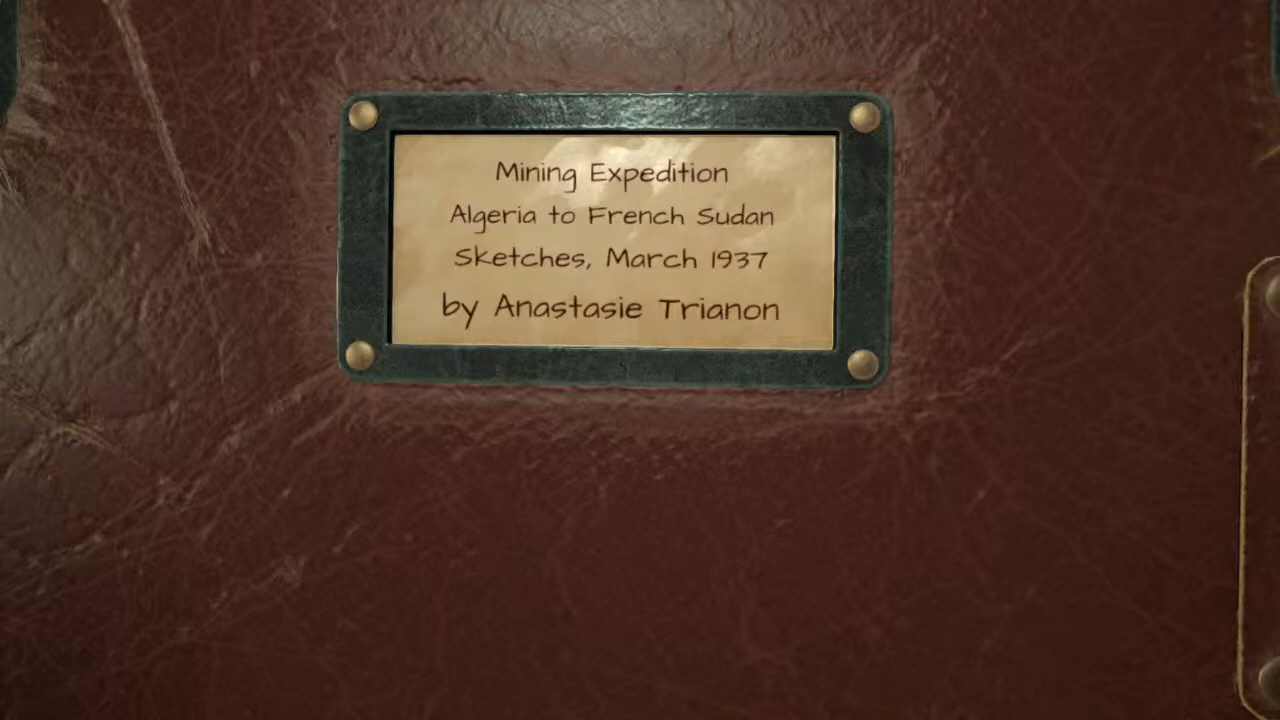 Mining Expedition
Algeria to French Sudan
Sketches, March 1937
by Anastasie Trianon